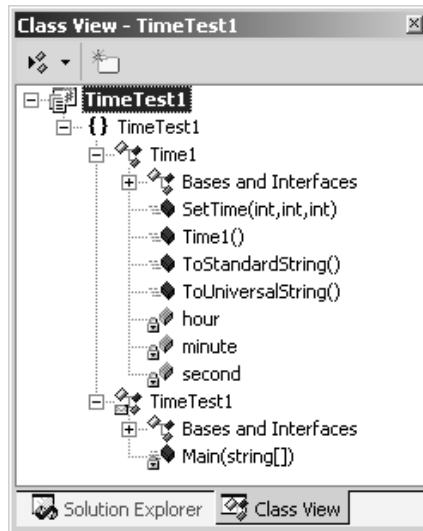 Class View - TimeTest1
TimeTest1
{} TimeTest1
Time1
Bases and Interfaces
SetTime(int,int,int)
Time1()
ToStandardString()
ToUniversalString()
hour
minute
second
TimeTest1
Bases and Interfaces
Main(string[])
Solution Explorer Class View